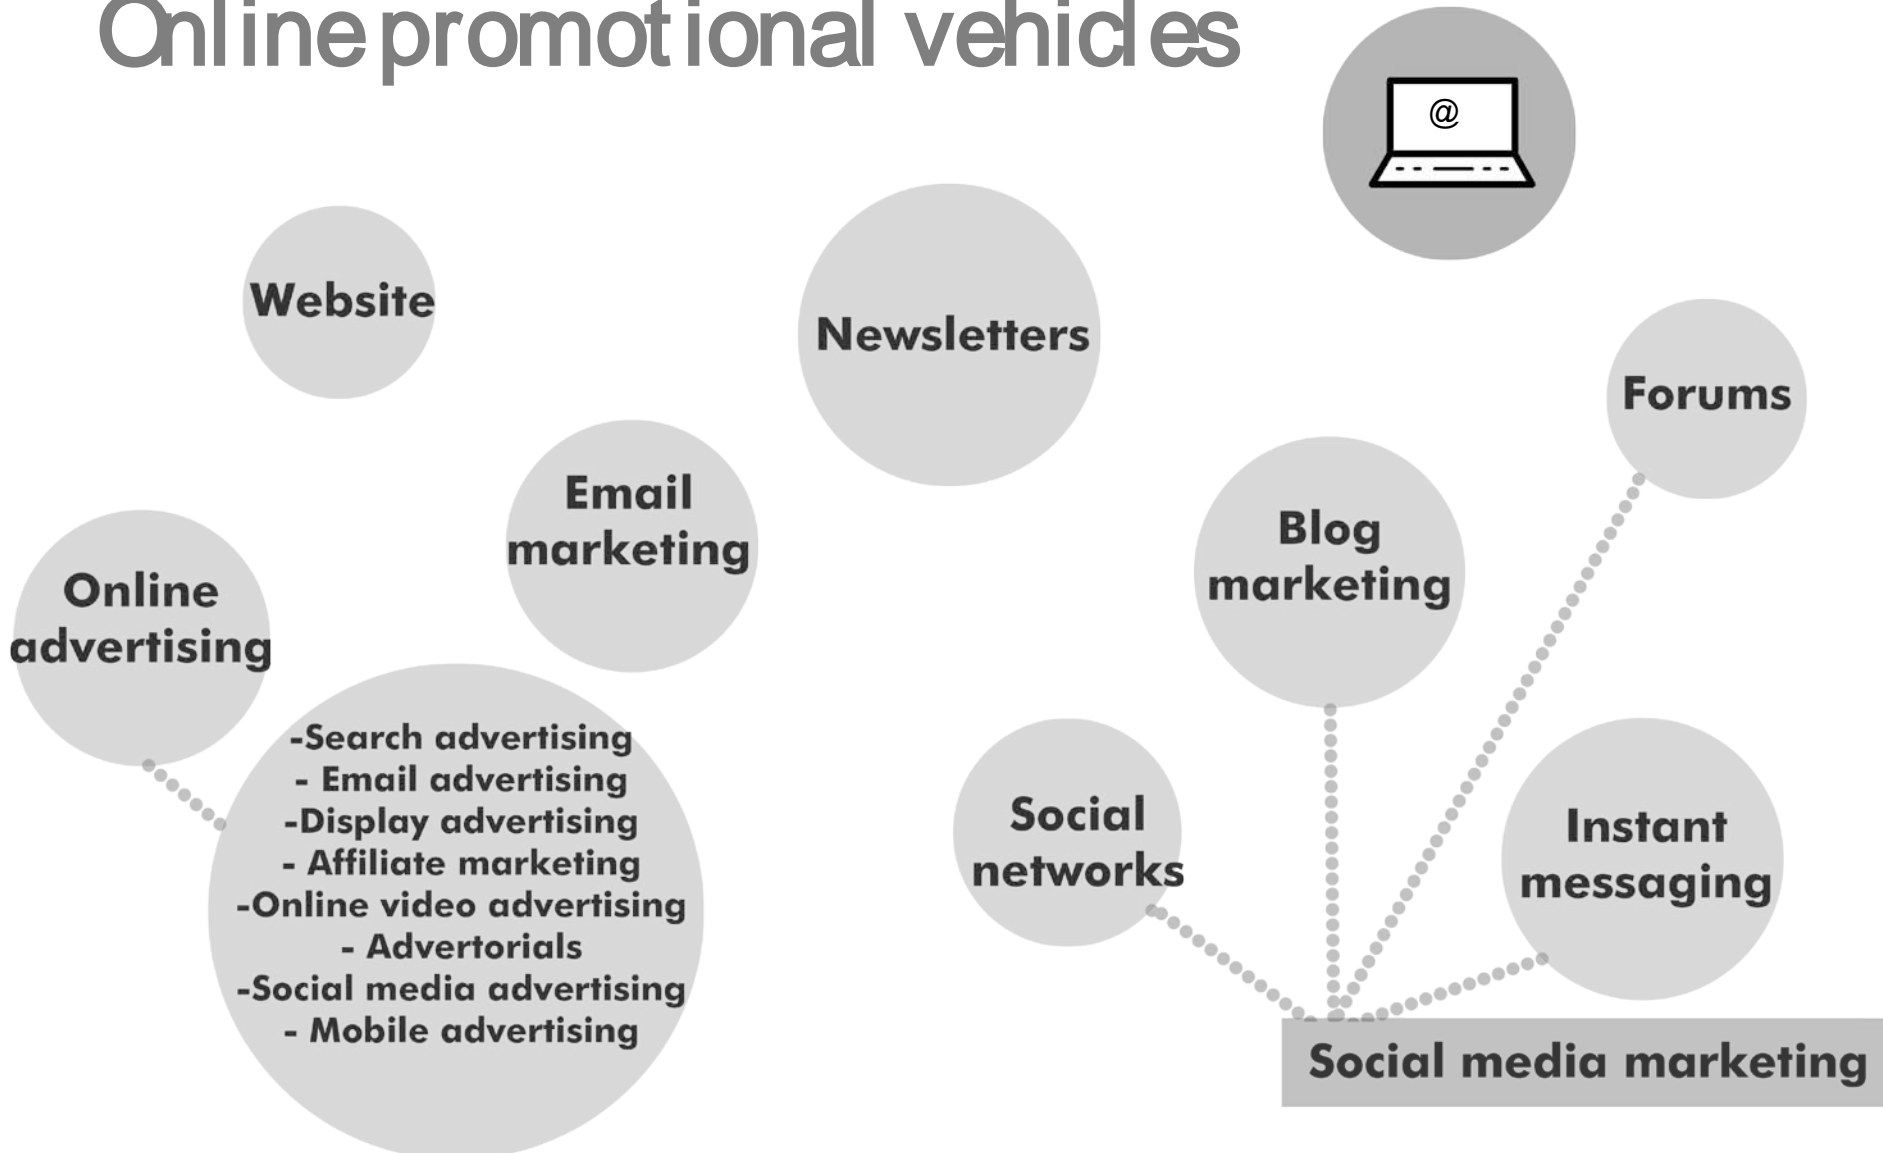 Online promotional vehicles
@
Website
Newsletters
Forums
Email
marketing
Blog
marketing
Online
advertising
-Search advertising
- Email advertising
-Display advertising
- Affiliate marketing
-Online video advertising
- Advertorials
-Social media advertising
- Mobile advertising
Social
networks
Instant
messaging
Social media marketing